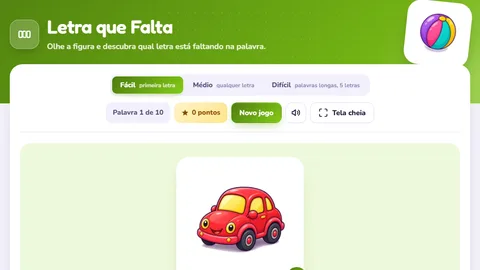 Letra que Falta
Olhe a figura e descubra qual letra está faltando na palavra.
Fácil primeira letra Médio qualquer letra Difícil palavras longas, 5 letras
Palavra 1 de 10 ★ 0 pontos Novo jogo Tela cheia